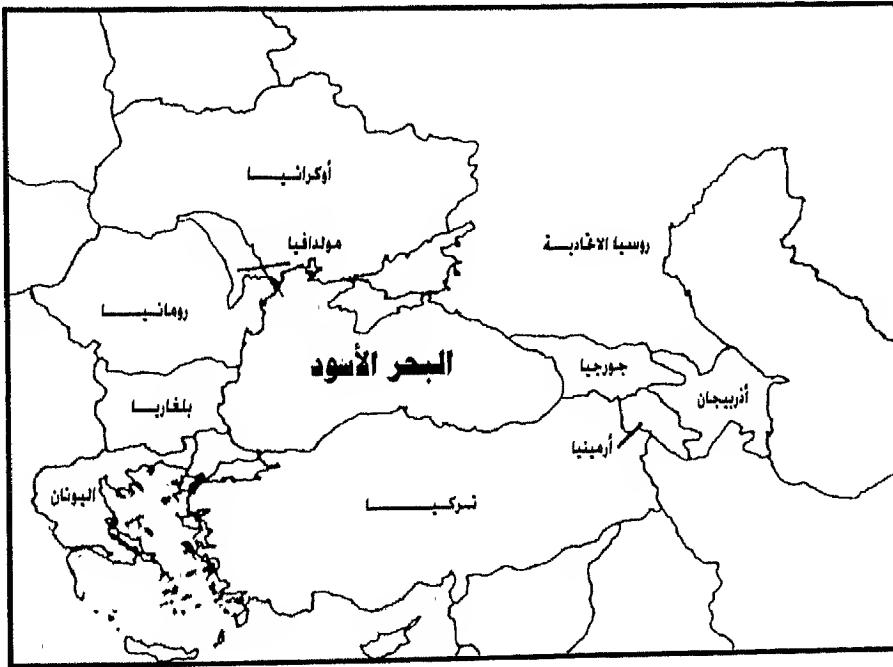 أوكرانيا
مولدافيا
روسيا الاتحادية
رومانيا
البحر الأسود
جورجيا
أذربيجان
بلغاريا
أرمينيا
اليونان
تركيا